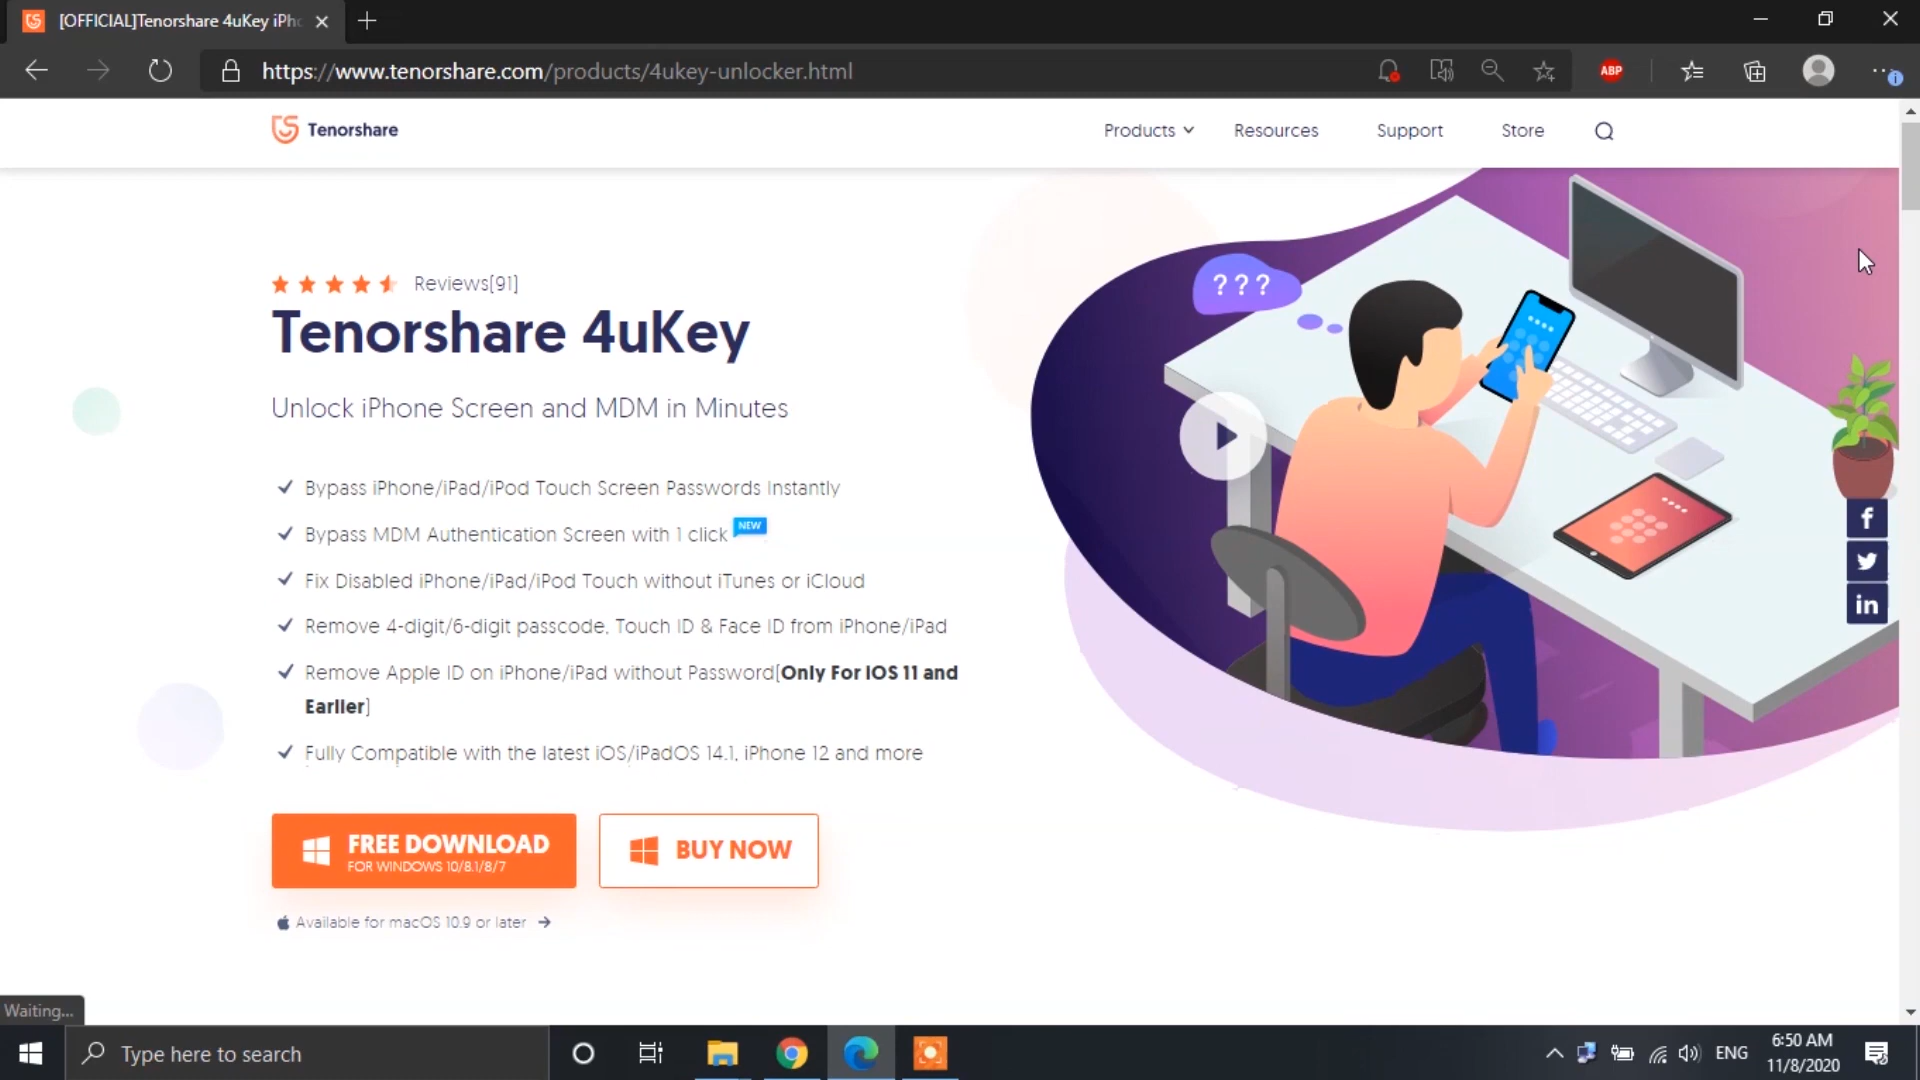 [OFFICIAL]Tenorshare 4uKey iPho
https://www.tenorshare.com/products/4ukey-unlocker.html
ABP
Tenorshare
Products
Resources
Support
Store
Reviews[91]
Tenorshare 4uKey
Unlock iPhone Screen and MDM in Minutes
Bypass iPhone/iPad/iPod Touch Screen Passwords Instantly
Bypass MDM Authentication Screen with 1 click NEW
Fix Disabled iPhone/iPad/iPod Touch without iTunes or iCloud
Remove 4-digit/6-digit passcode, Touch ID & Face ID from iPhone/iPad
Remove Apple ID on iPhone/iPad without Password[Only For IOS 11 and
Earlier]
Fully Compatible with the latest iOS/iPadOS 14.1, iPhone 12 and more
FREE DOWNLOAD
FOR WINDOWS 10/8.1/8/7
BUY NOW
Available for macOS 10.9 or later
???
f
in
Waiting...
Type here to search
ENG
6:50 AM
11/8/2020